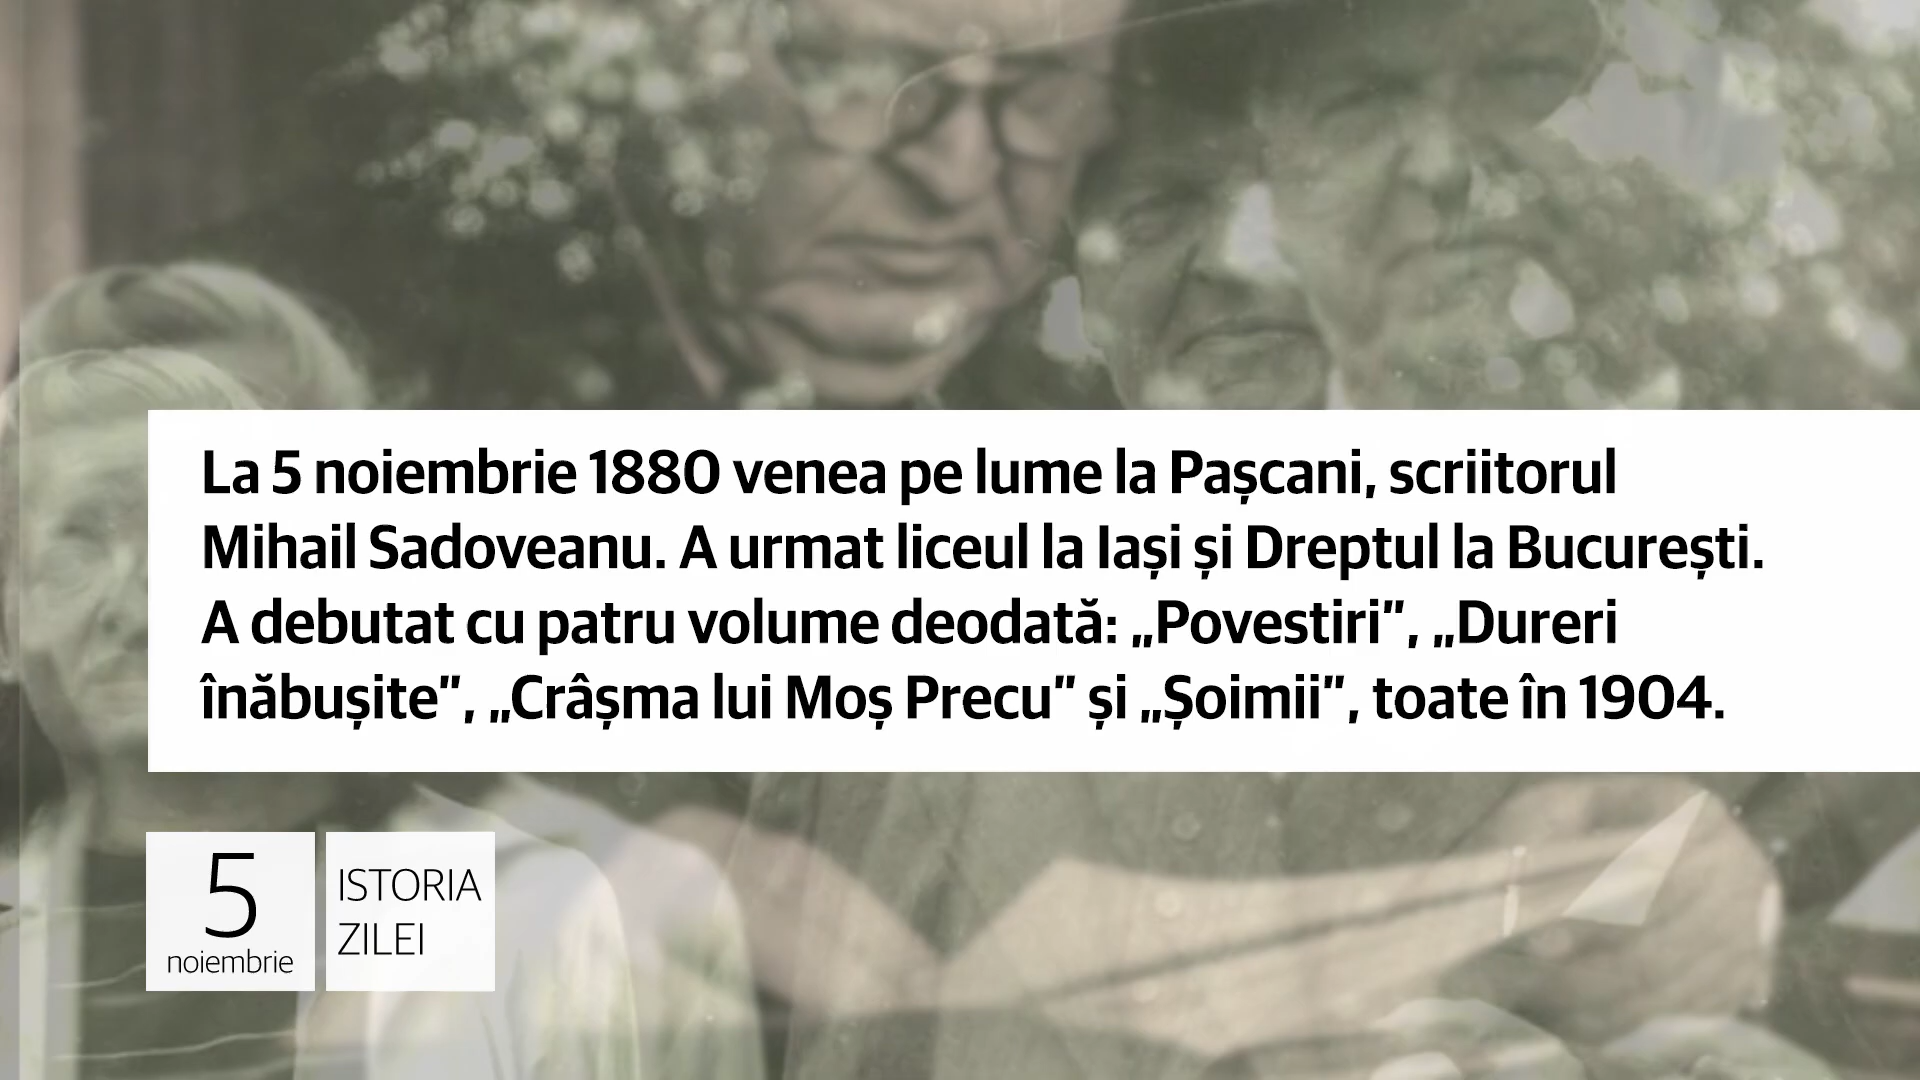 La 5 noiembrie 1880 venea pe lume la Pașcani, scriitorul
Mihail Sadoveanu. A urmat liceul la Iași și Dreptul la București.
A debutat cu patru volume deodată: „Povestiri”, „Dureri
înăbușite”, „Crâșma lui Moș Precu” și „Șoimii”, toate în 1904.
5
noiembrie
ISTORIA
ZILEI